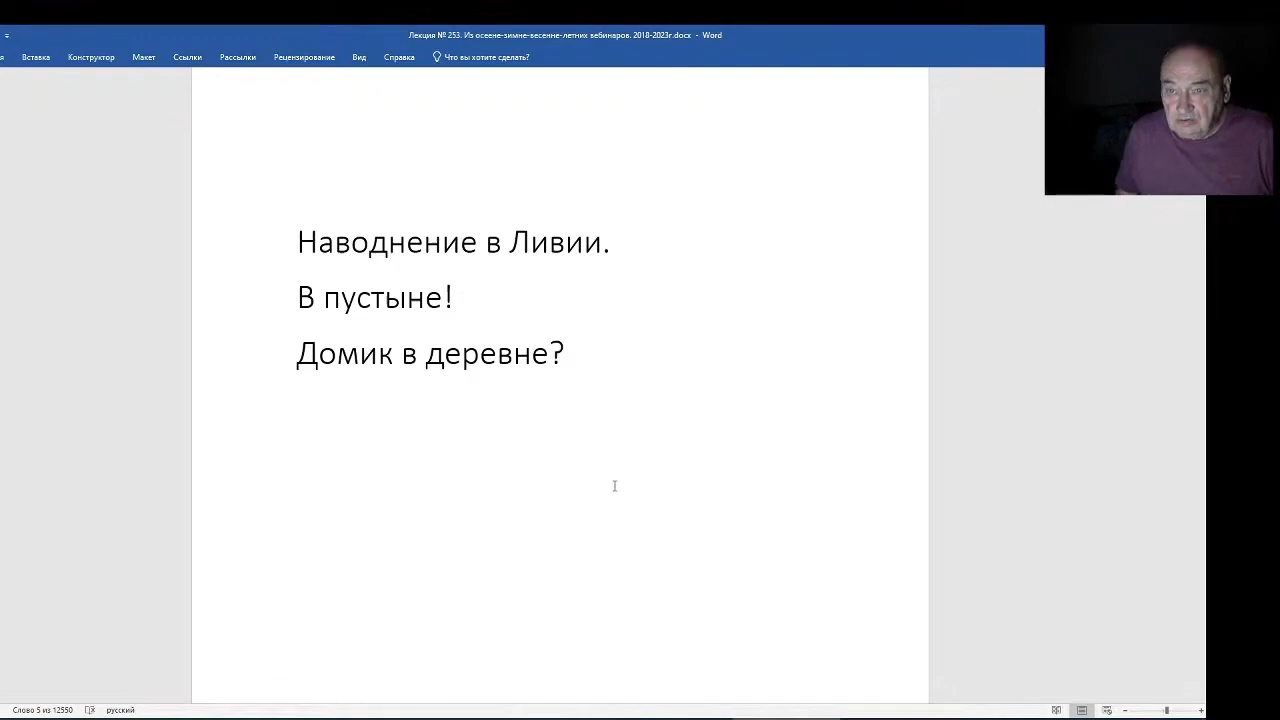 Лекция № 253. Из осеене-зимне-весенне-летних вебинаров. 2018-2023г.docx - Word
я Вставка Конструктор Макет Ссылки Рассылки Рецензирование Вид Справка Что вы хотите сделать?
Наводнение в Ливии.
В пустыне!
Домик в деревне?
Слово 5 из 12550 русский